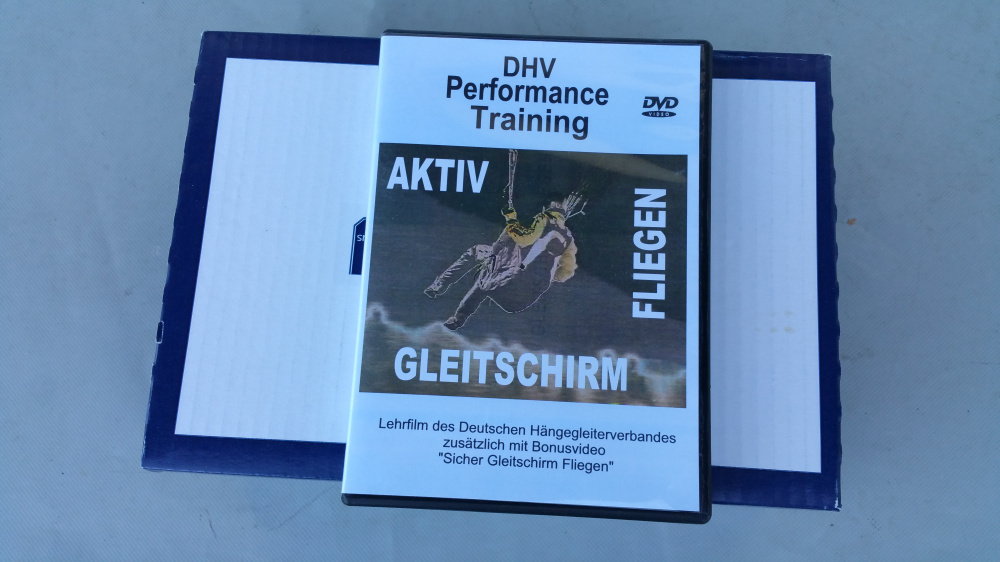 DHV
Performance
Training
DVD
VIDEO
AKTIV
FLIEGEN
GLEITSCHIRM
Lehrfilm des Deutschen Hängegleiterverbandes
zusätzlich mit Bonusvideo
"Sicher Gleitschirm Fliegen"